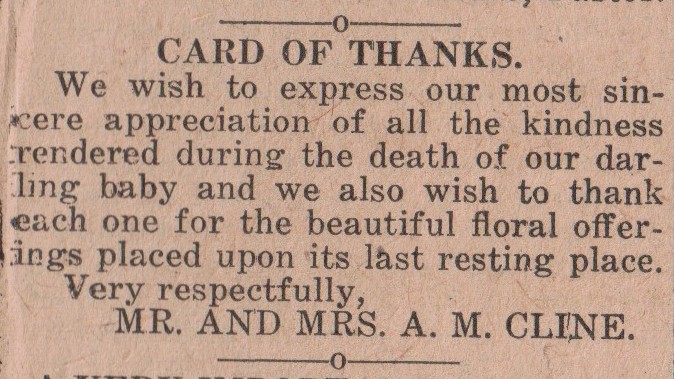 CARD OF THANKS.
We wish to express our most sin-
cere appreciation of all the kindness
rendered during the death of our dar-
ling baby and we also wish to thank
each one for the beautiful floral offer-
ings placed upon its last resting place.
Very respectfully,
MR. AND MRS. A. M. CLINE.